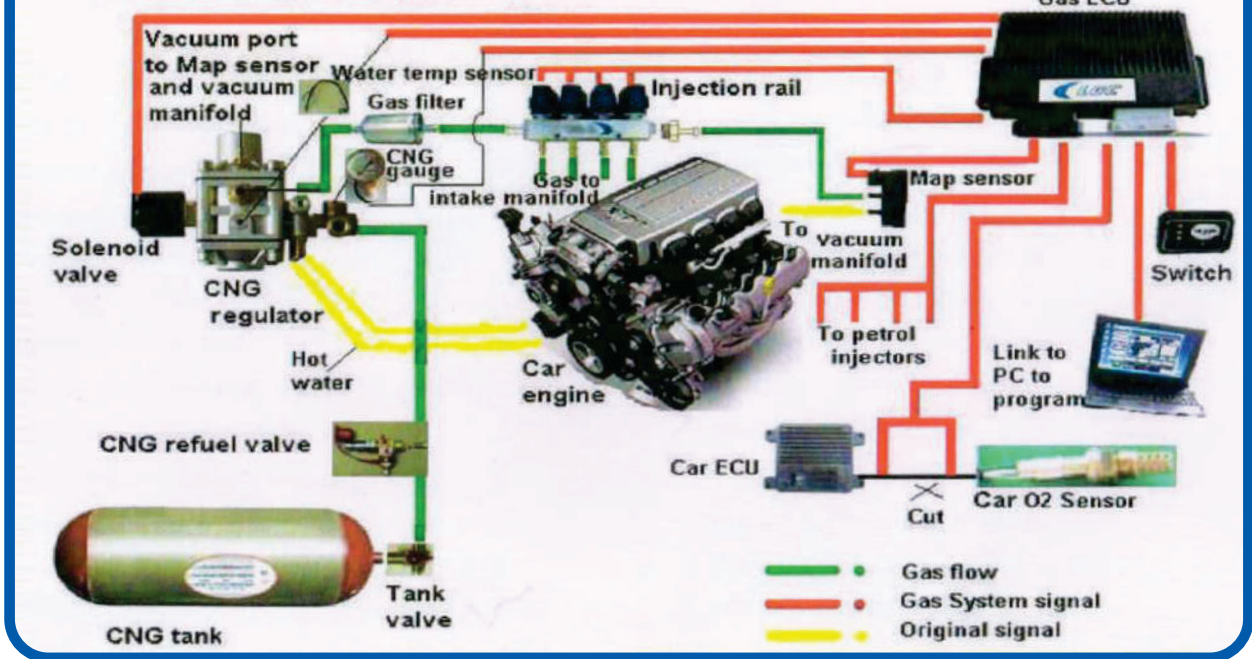 Gas ECU
Vacuum port
to Map sensor
and vacuum
manifold
Water temp sensor
Gas filter
Injection rail
CNG
gauge
Gas to
intake manifold
Map sensor
To
vacuum
manifold
Solenoid
valve
CNG
regulator
Switch
To petrol
injectors
Hot
water
Car
engine
Link to
PC to
program
CNG refuel valve
Car ECU
Car O2 Sensor
Cut
Tank
valve
CNG tank
Gas flow
Gas System signal
Original signal